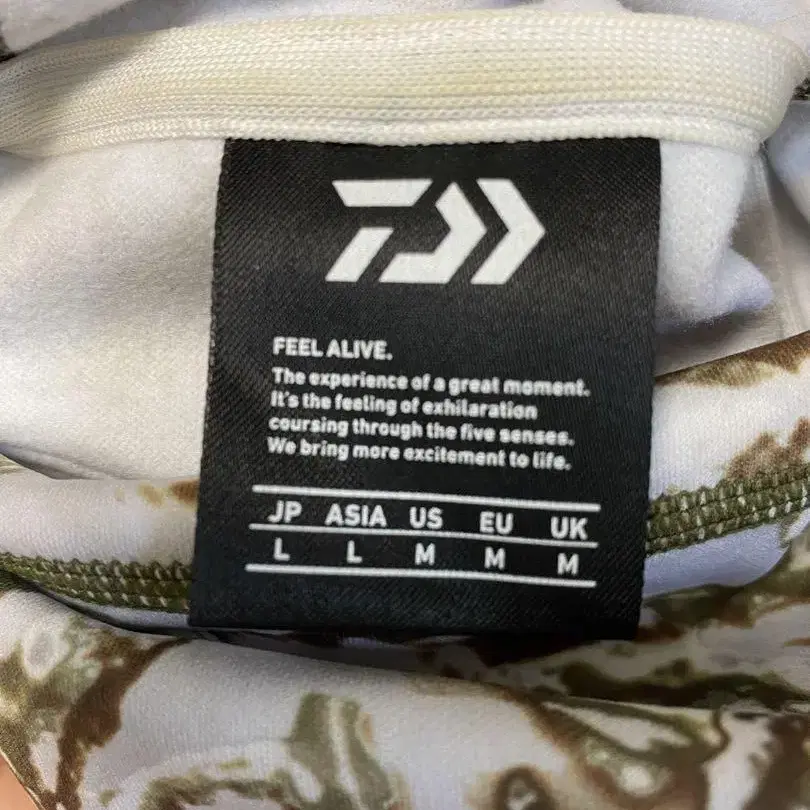 FEEL ALIVE.
The experience of a great moment.
It's the feeling of exhilaration
coursing through the five senses.
We bring more excitement to life.
JP ASIA US EU UK
L L M M M